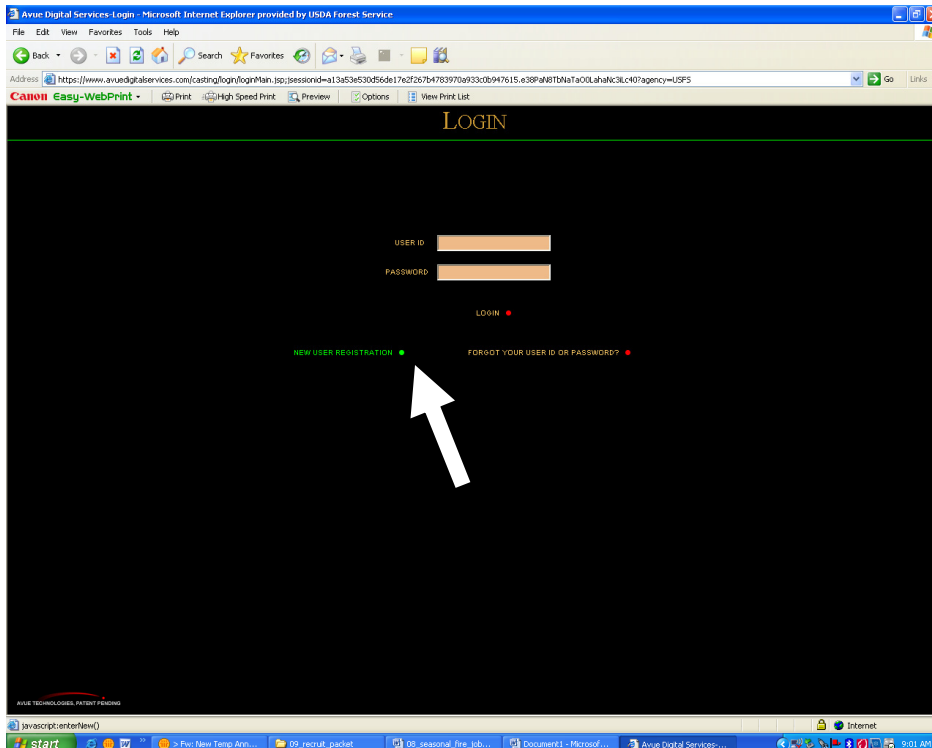 Avue Digital Services-Login - Microsoft Internet Explorer provided by USDA Forest Service
File Edit View Favorites Tools Help
Back Search Favorites
Address https://www.avuedigitalservices.com/casting/login/loginMain.jsp;jsessionid=a13a53e530d56de17e2f267b4783970a933c0b947615.e38PaN8TbNaTaO0LahaNc3iLc40?agency=USFS Go Links
Canon Easy-WebPrint Print High Speed Print Preview Options View Print List
LOGIN
USER ID
PASSWORD
LOGIN
NEW USER REGISTRATION FORGOT YOUR USER ID OR PASSWORD?
AVUE TECHNOLOGIES, PATENT PENDING
javascript:enterNew() Internet
start > Fw: New Temp Ann... 09_recruit_packet 08_seasonal_fire_job... Document1 - Microsof... Avue Digital Services-... 9:01 AM